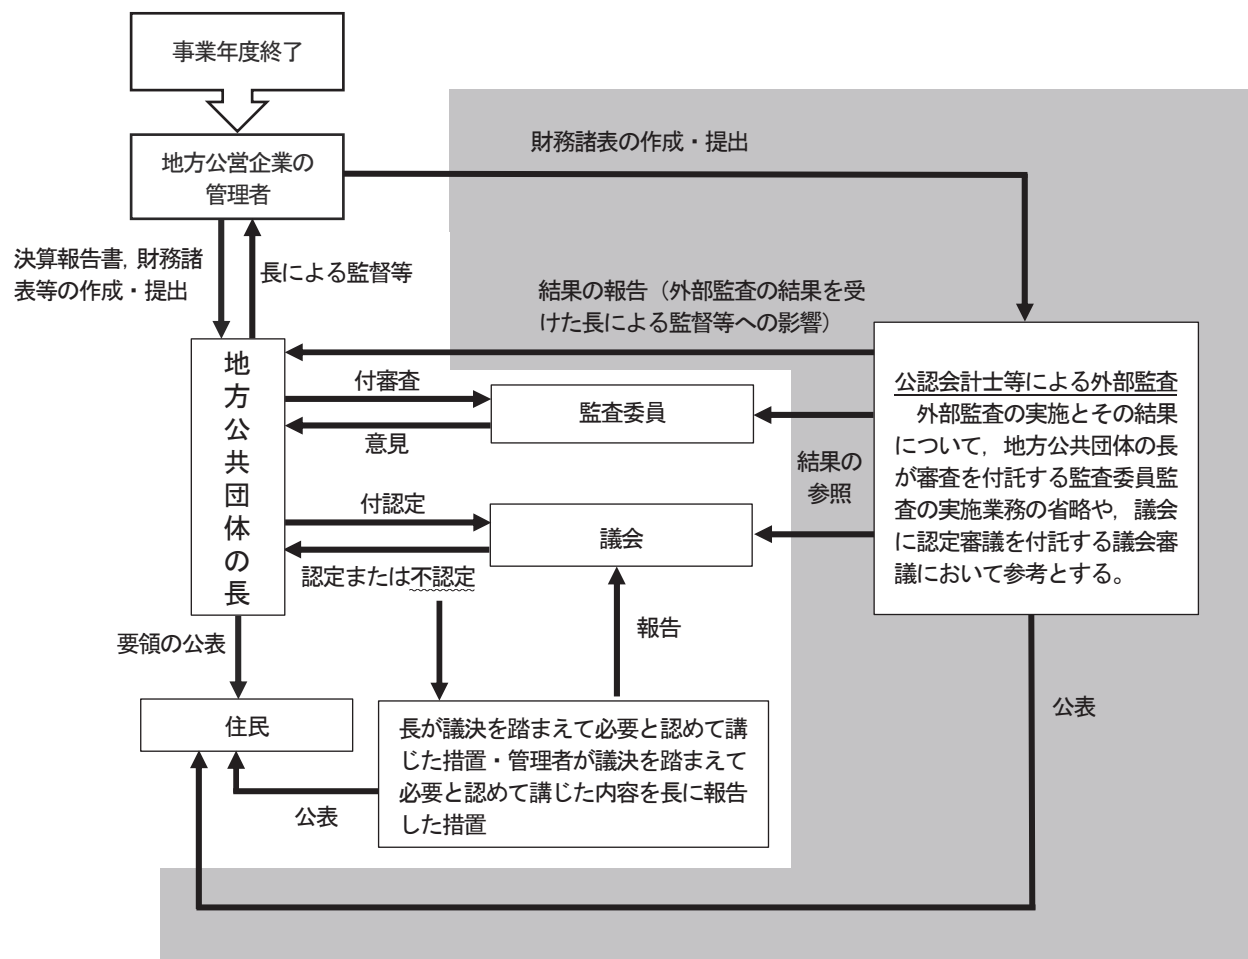 事業年度終了
地方公営企業の
管理者
財務諸表の作成・提出
決算報告書, 財務諸
表等の作成・提出
長による監督等
結果の報告（外部監査の結果を受
けた長による監督等への影響）
地方公共団体の長
付審査
監査委員
意見
公認会計士等による外部監査
外部監査の実施とその結果
について, 地方公共団体の長
が審査を付託する監査委員監
査の実施業務の省略や, 議会
に認定審議を付託する議会審
議において参考とする。
結果の
参照
付認定
議会
認定または不認定
報告
要領の公表
住民
長が議決を踏まえて必要と認めて講
じた措置・管理者が議決を踏まえて
必要と認めて講じた内容を長に報告
した措置
公表
公表